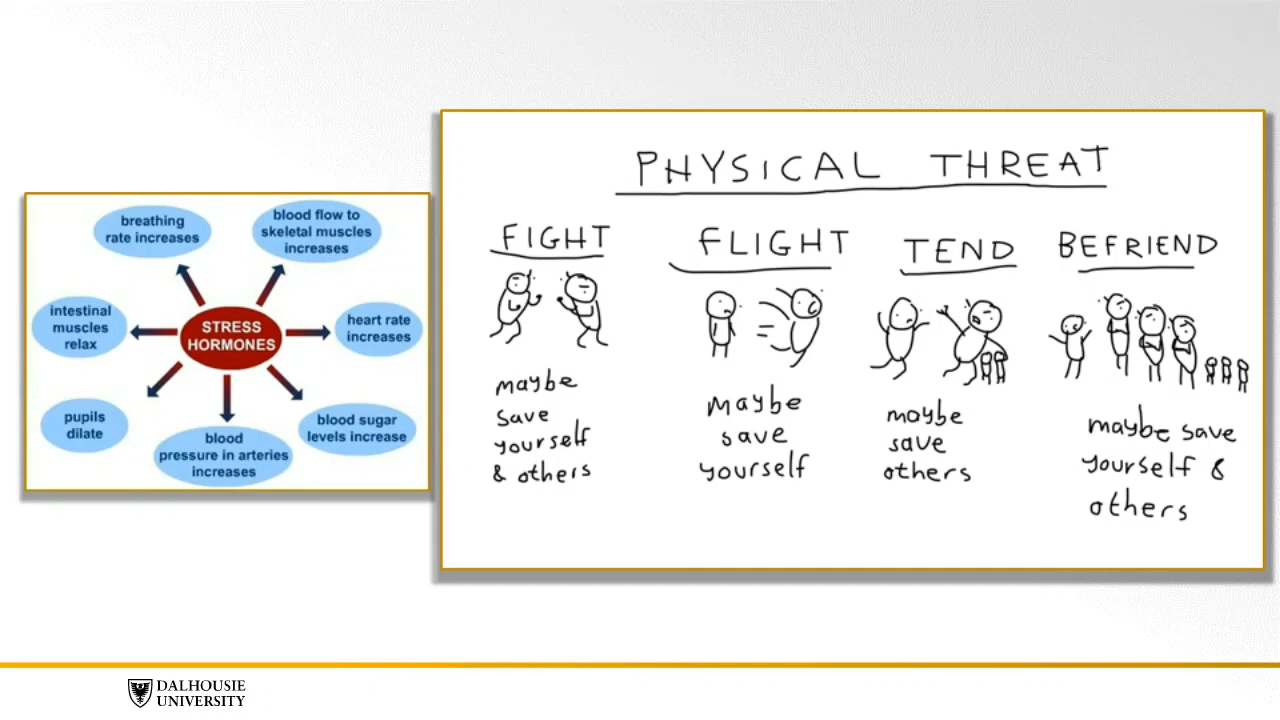 breathing
rate increases
blood flow to
skeletal muscles
increases
intestinal
muscles
relax
STRESS
HORMONES
heart rate
increases
pupils
dilate
blood
pressure in arteries
increases
blood sugar
levels increase
PHYSICAL THREAT
FIGHT
maybe
save
yourself
& others
FLIGHT
maybe
save
yourself
TEND
maybe
save
others
BEFRIEND
maybe save
yourself &
others
DALHOUSIE
UNIVERSITY